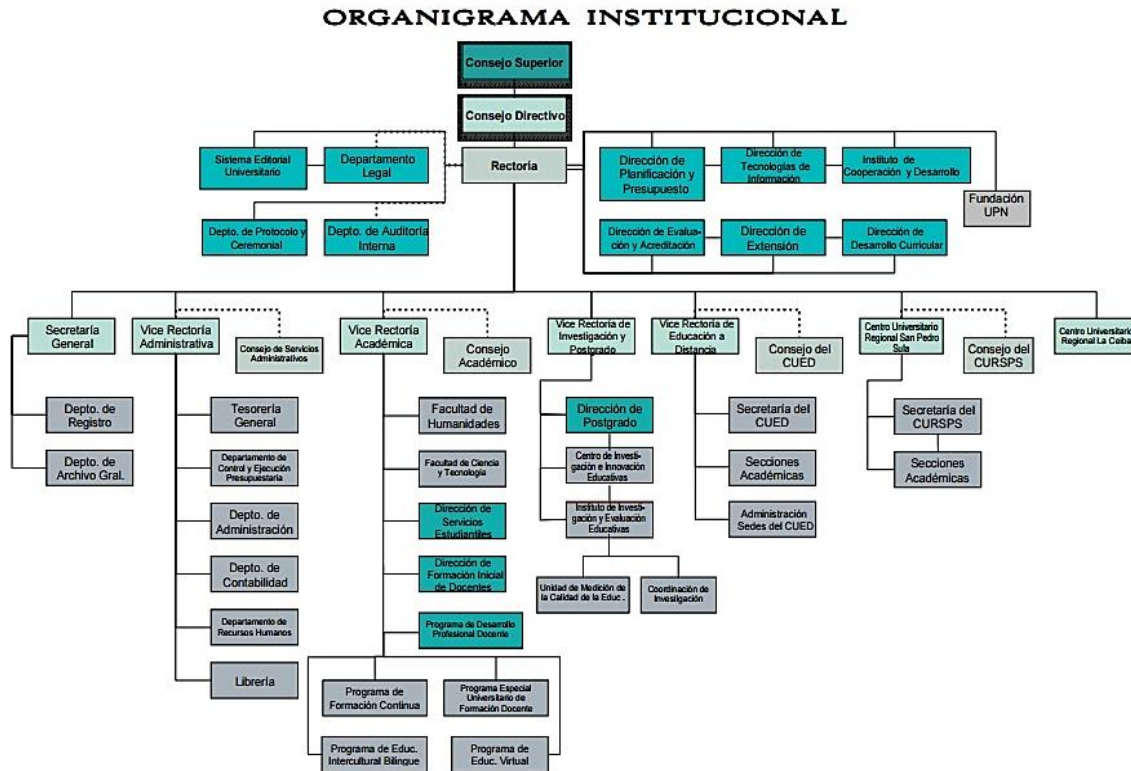 ORGANIGRAMA INSTITUCIONAL
Consejo Superior
Consejo Directivo
Rectoría
Sistema Editorial
Universitario
Departamento
Legal
Depto. de Protocolo y
Ceremonial
Depto. de Auditoría
Interna
Dirección de
Planificación y
Presupuesto
Dirección de
Tecnologías de
Información
Instituto de
Cooperación y Desarrollo
Fundación
UPN
Dirección de Evalua-
ción y Acreditación
Dirección de
Extensión
Dirección de
Desarrollo Curricular
Secretaría
General
Vice Rectoría
Administrativa
Consejo de Servicios
Administrativos
Vice Rectoría
Académica
Consejo
Académico
Vice Rectoría de
Investigación y
Postgrado
Vice Rectoría de
Educación a
Distancia
Consejo del
CUED
Centro Universitario
Regional San Pedro
Sula
Consejo del
CURSPS
Centro Universitario
Regional La Ceiba
Depto. de
Registro
Depto. de
Archivo Gral.
Tesorería
General
Departamento de
Control y Ejecución
Presupuestaria
Depto. de
Administración
Depto. de
Contabilidad
Departamento de
Recursos Humanos
Librería
Facultad de
Humanidades
Facultad de Ciencia
y Tecnología
Dirección de
Servicios
Estudiantiles
Dirección de
Formación Inicial
de Docentes
Programa de Desarrollo
Profesional Docente
Programa de
Formación Continua
Programa Especial
Universitario de
Formación Docente
Programa de Educ.
Intercultural Bilingue
Programa de
Educ. Virtual
Dirección de
Postgrado
Centro de Investi-
gación e Innovación
Educativas
Instituto de Investi-
gación y Evaluación
Educativas
Unidad de Medición de
la Calidad de la Educ.
Coordinación de
Investigación
Secretaría del
CUED
Secciones
Académicas
Administración
Sedes del CUED
Secretaría del
CURSPS
Secciones
Académicas